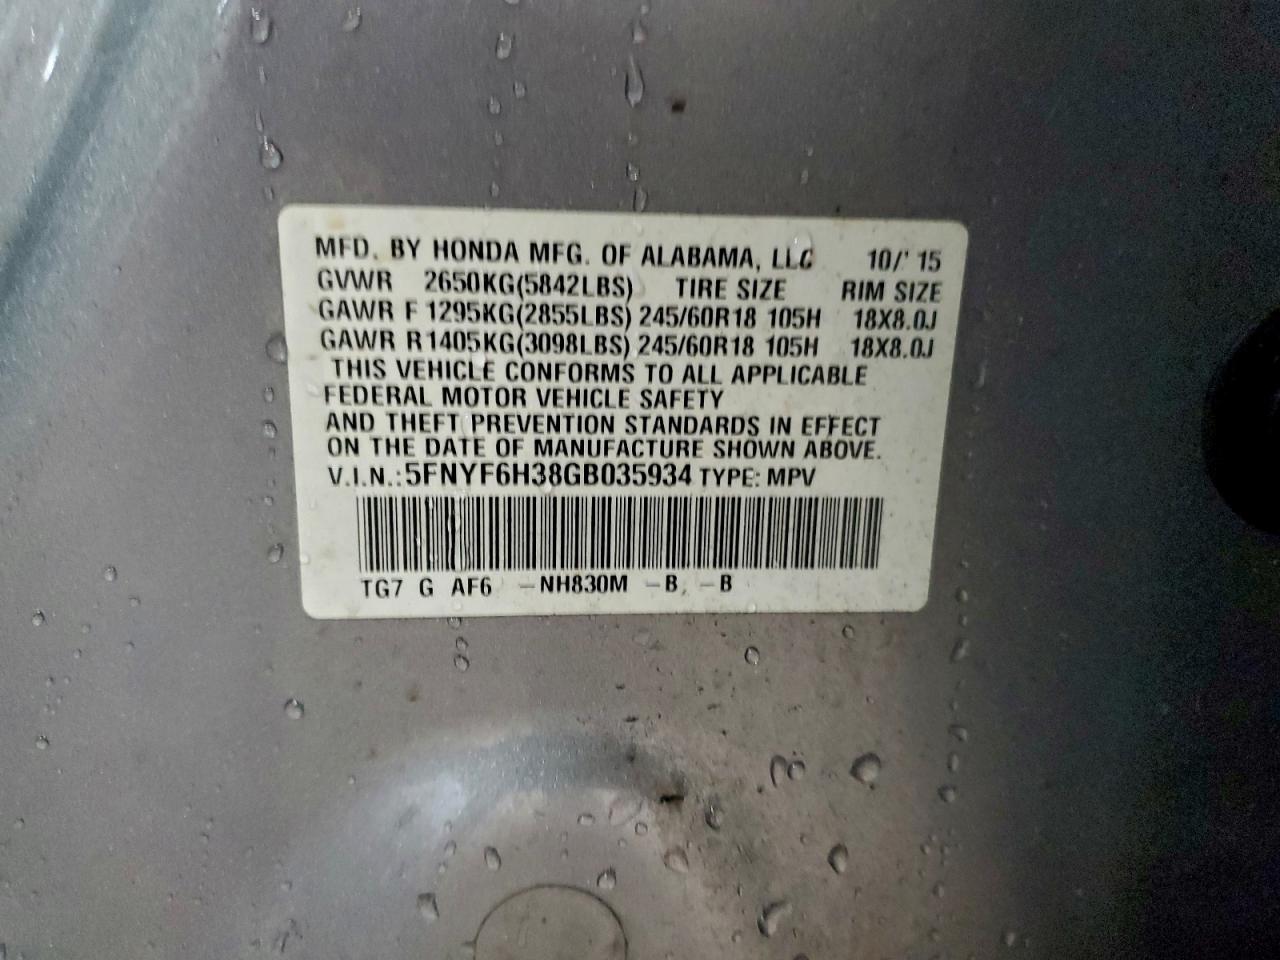 MFD. BY HONDA MFG. OF ALABAMA, LLC 10/'15
GVWR 2650KG(5842LBS) TIRE SIZE RIM SIZE
GAWR F 1295KG(2855LBS) 245/60R18 105H 18X8.0J
GAWR R 1405KG(3098LBS) 245/60R18 105H 18X8.0J
THIS VEHICLE CONFORMS TO ALL APPLICABLE
FEDERAL MOTOR VEHICLE SAFETY
AND THEFT PREVENTION STANDARDS IN EFFECT
ON THE DATE OF MANUFACTURE SHOWN ABOVE.
V.I.N.: 5FNYF6H38GB035934 TYPE: MPV
TG7 G AF6 -NH830M -B, -B